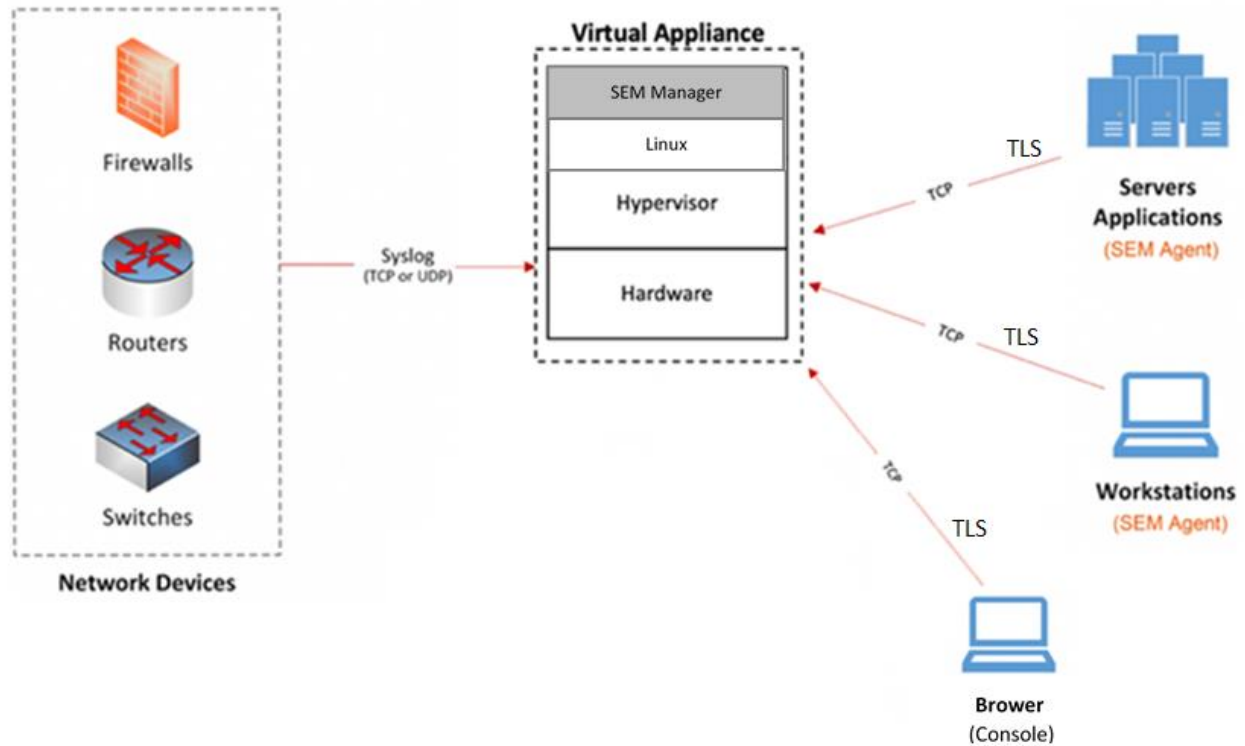 Firewalls
Routers
Switches
Network Devices
Syslog
(TCP or UDP)
Virtual Appliance
SEM Manager
Linux
Hypervisor
Hardware
TLS
TCP
Servers
Applications
(SEM Agent)
TCP
TLS
Workstations
(SEM Agent)
TCP
TLS
Brower
(Console)